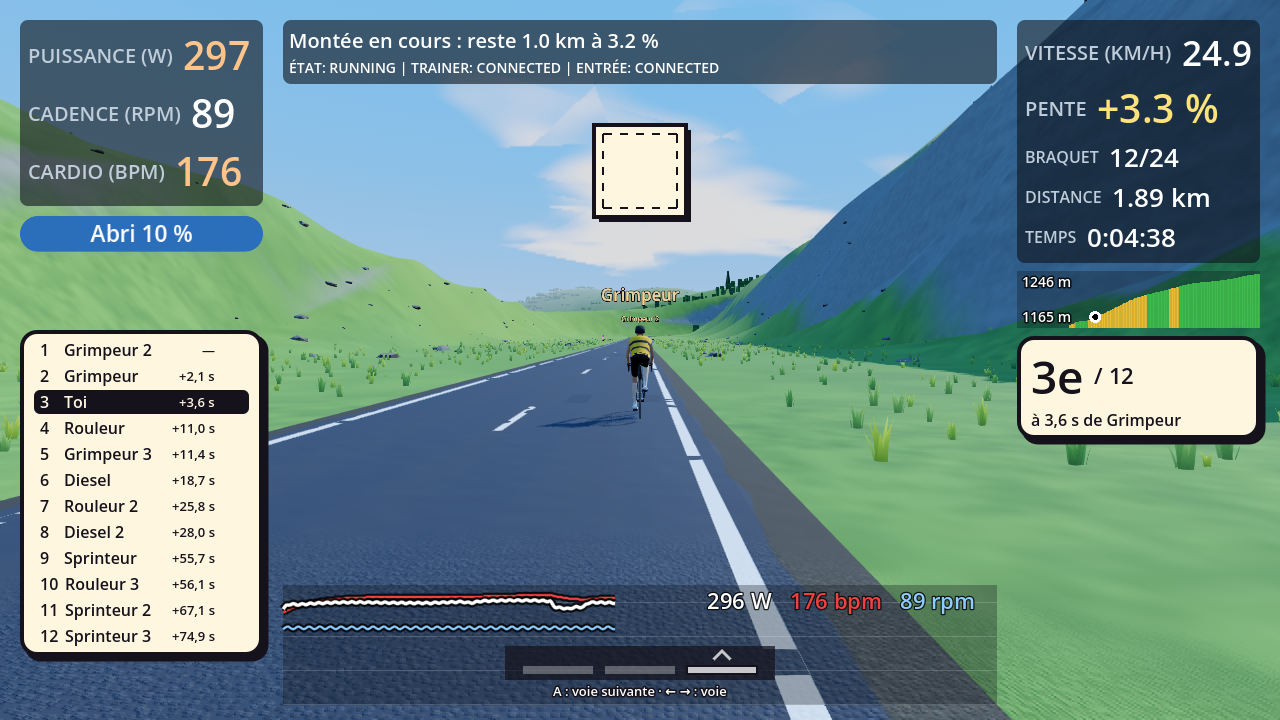 PUISSANCE (W) 297
CADENCE (RPM) 89
CARDIO (BPM) 176
Abri 10 %
Montée en cours : reste 1.0 km à 3.2 %
ÉTAT: RUNNING | TRAINER: CONNECTED | ENTRÉE: CONNECTED
VITESSE (KM/H) 24.9
PENTE +3.3 %
BRAQUET 12/24
DISTANCE 1.89 km
TEMPS 0:04:38
1246 m
1165 m
3e / 12
à 3,6 s de Grimpeur
Grimpeur
Grimpeur 2
1 Grimpeur 2 —
2 Grimpeur +2,1 s
3 Toi +3,6 s
4 Rouleur +11,0 s
5 Grimpeur 3 +11,4 s
6 Diesel +18,7 s
7 Rouleur 2 +25,8 s
8 Diesel 2 +28,0 s
9 Sprinteur +55,7 s
10 Rouleur 3 +56,1 s
11 Sprinteur 2 +67,1 s
12 Sprinteur 3 +74,9 s
296 W 176 bpm 89 rpm
A : voie suivante · ← → : voie